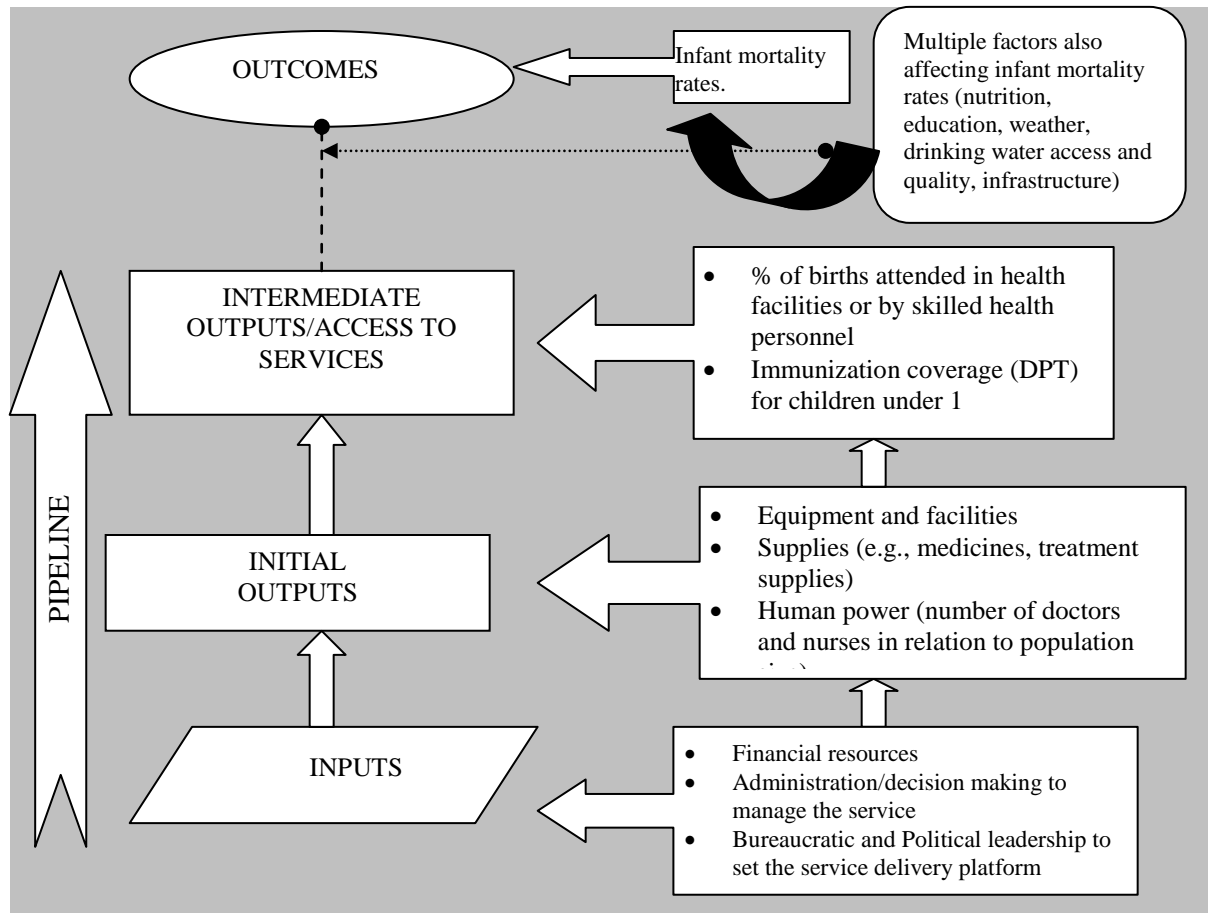 OUTCOMES
Infant mortality
rates.
Multiple factors also
affecting infant mortality
rates (nutrition,
education, weather,
drinking water access and
quality, infrastructure)
PIPELINE
INTERMEDIATE
OUTPUTS/ACCESS TO
SERVICES
• % of births attended in health
facilities or by skilled health
personnel
• Immunization coverage (DPT)
for children under 1
INITIAL
OUTPUTS
• Equipment and facilities
• Supplies (e.g., medicines, treatment
supplies)
• Human power (number of doctors
and nurses in relation to population
INPUTS
• Financial resources
• Administration/decision making to
manage the service
• Bureaucratic and Political leadership to
set the service delivery platform